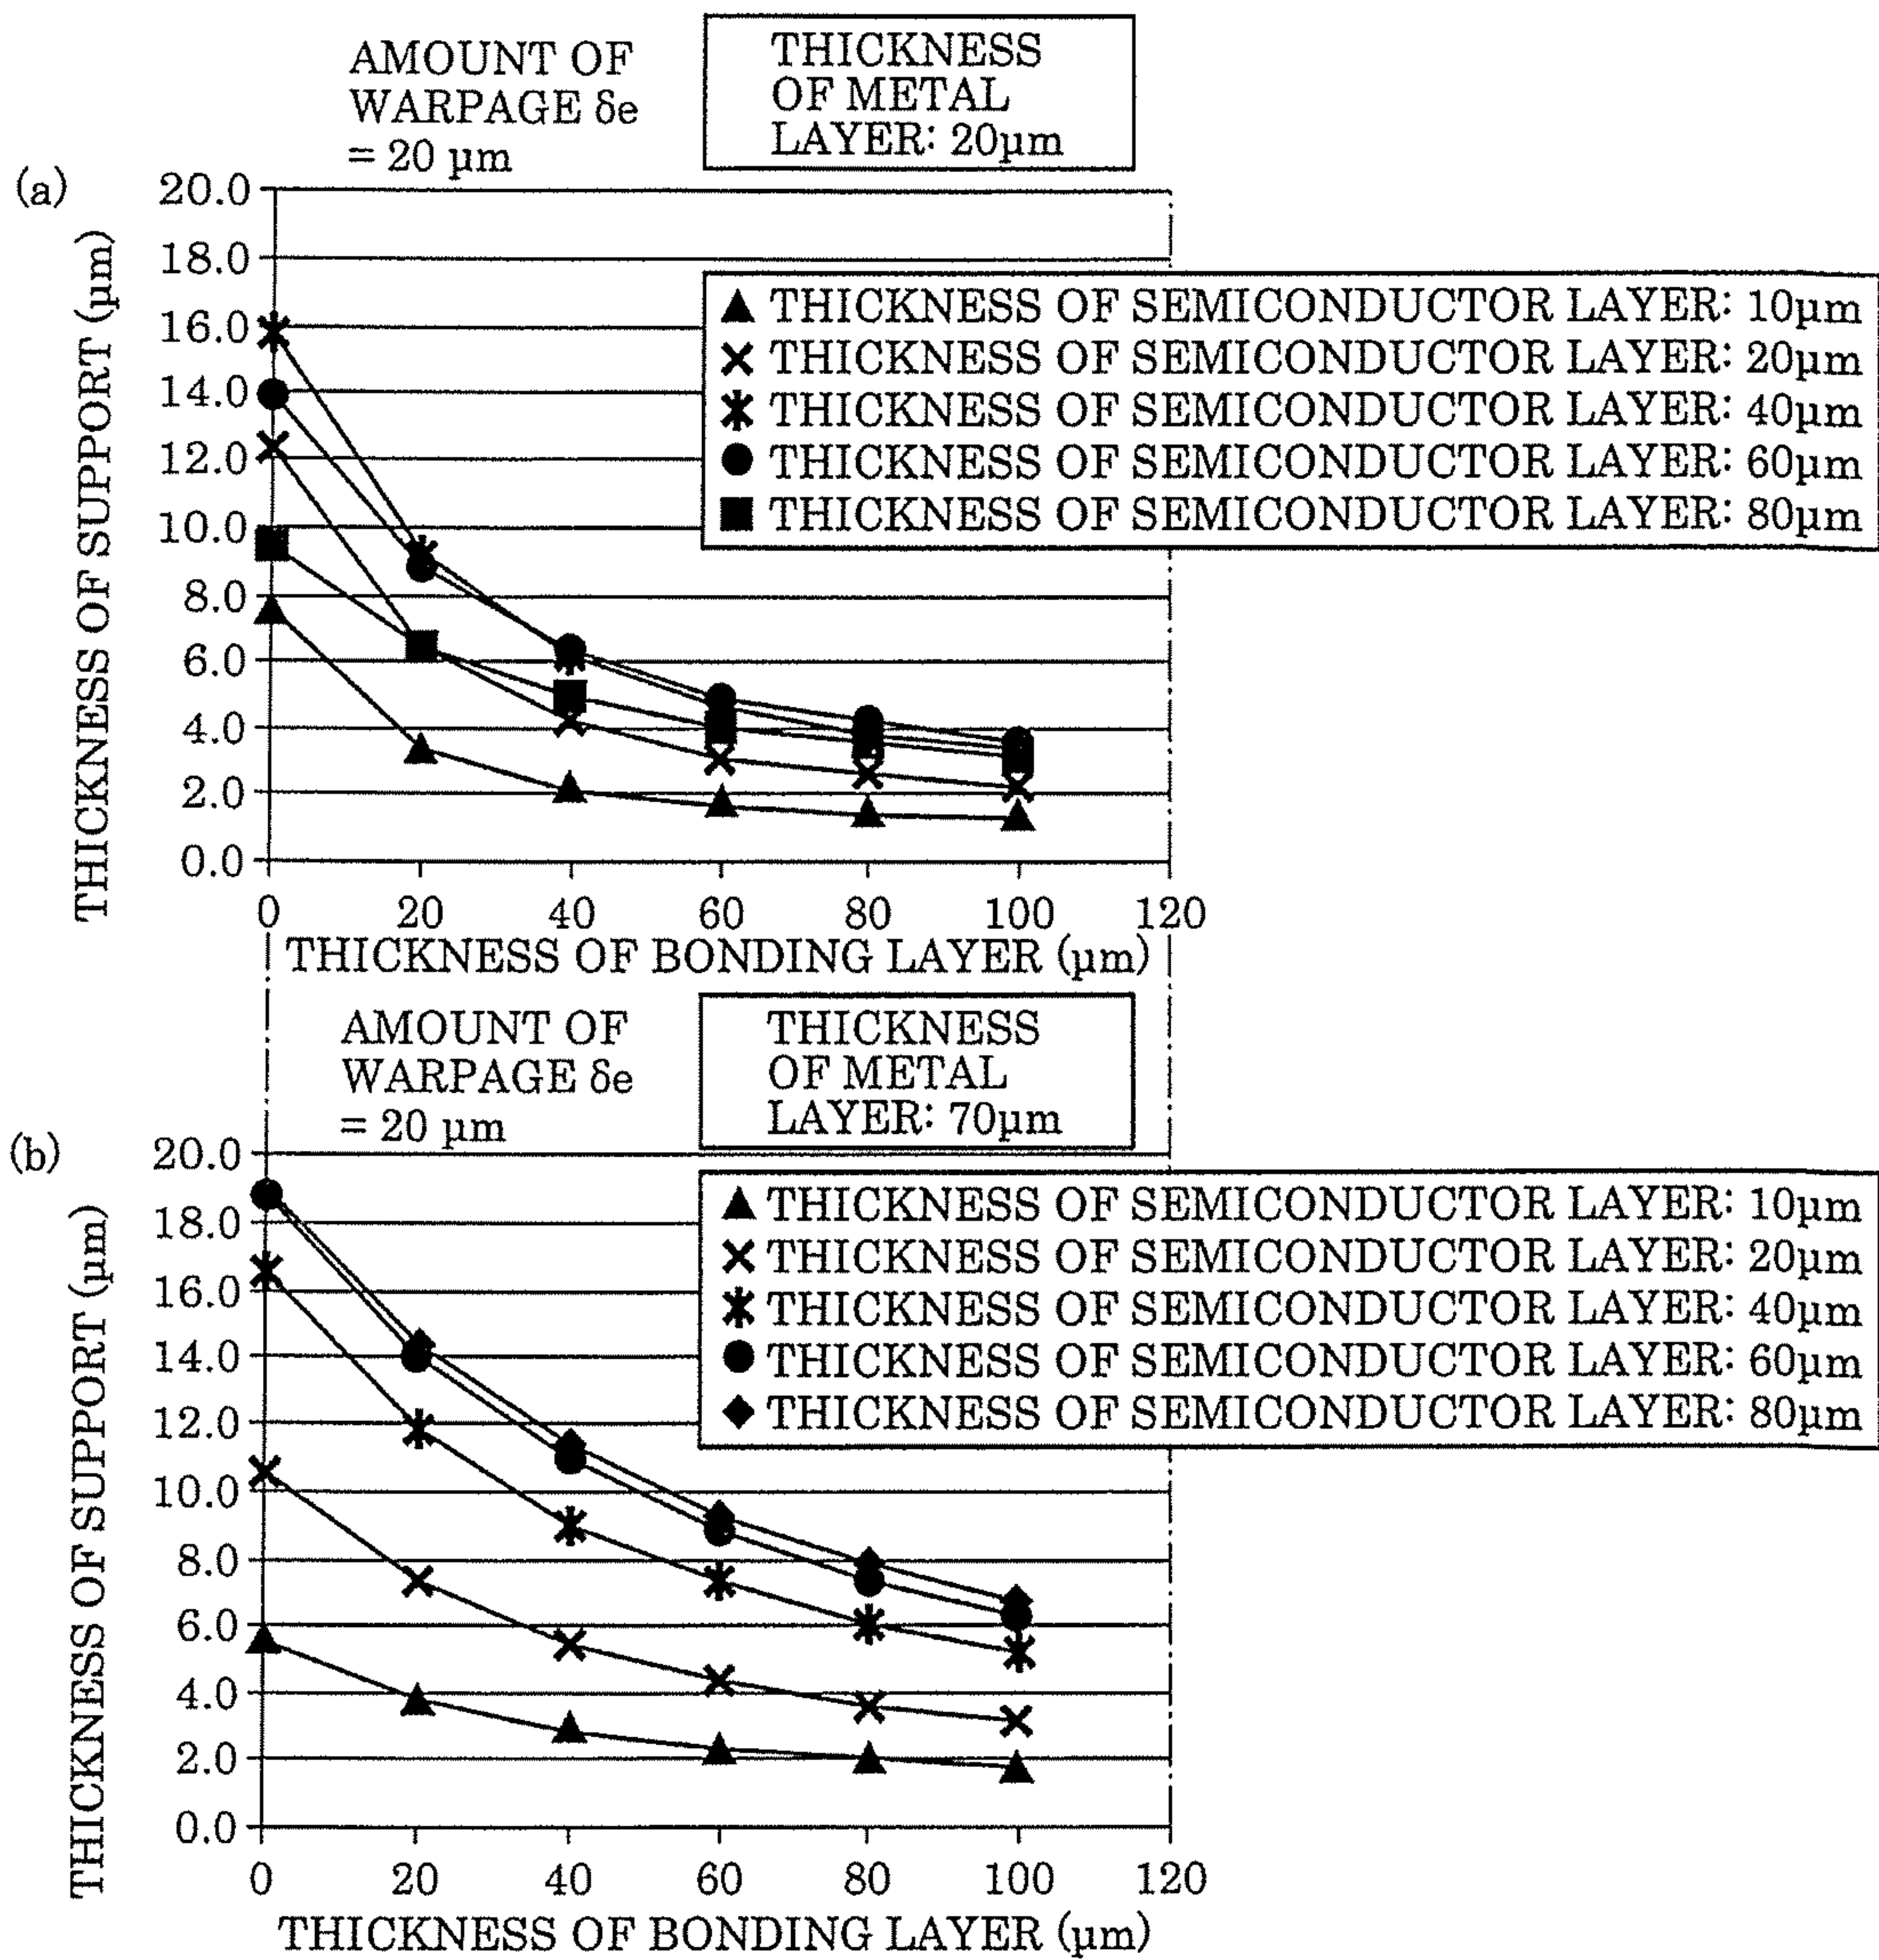 AMOUNT OF
WARPAGE δe
= 20 µm
THICKNESS
OF METAL
LAYER: 20µm
(a)
THICKNESS OF SUPPORT (µm)
20.0
18.0
16.0
14.0
12.0
10.0
8.0
6.0
4.0
2.0
0.0
THICKNESS OF SEMICONDUCTOR LAYER: 10µm
THICKNESS OF SEMICONDUCTOR LAYER: 20µm
THICKNESS OF SEMICONDUCTOR LAYER: 40µm
THICKNESS OF SEMICONDUCTOR LAYER: 60µm
THICKNESS OF SEMICONDUCTOR LAYER: 80µm
0 20 40 60 80 100 120
THICKNESS OF BONDING LAYER (µm)
AMOUNT OF
WARPAGE δe
= 20 µm
THICKNESS
OF METAL
LAYER: 70µm
(b)
THICKNESS OF SUPPORT (µm)
20.0
18.0
16.0
14.0
12.0
10.0
8.0
6.0
4.0
2.0
0.0
THICKNESS OF SEMICONDUCTOR LAYER: 10µm
THICKNESS OF SEMICONDUCTOR LAYER: 20µm
THICKNESS OF SEMICONDUCTOR LAYER: 40µm
THICKNESS OF SEMICONDUCTOR LAYER: 60µm
THICKNESS OF SEMICONDUCTOR LAYER: 80µm
0 20 40 60 80 100 120
THICKNESS OF BONDING LAYER (µm)